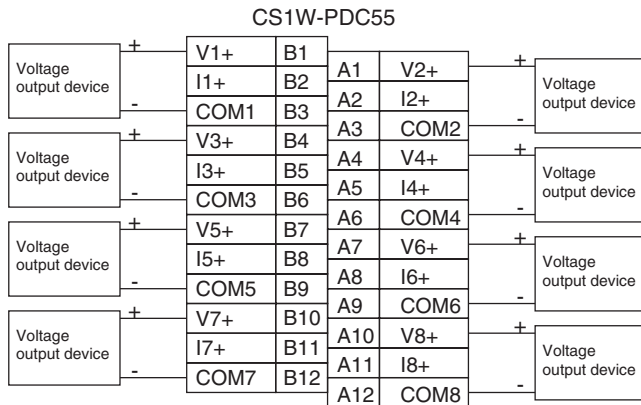 CS1W-PDC55
+ V1+ B1
Voltage
output device
I1+ B2
- COM1 B3
+ V3+ B4
Voltage
output device
I3+ B5
- COM3 B6
+ V5+ B7
Voltage
output device
I5+ B8
- COM5 B9
+ V7+ B10
Voltage
output device
I7+ B11
- COM7 B12
A1 V2+ +
Voltage
output device
A2 I2+
A3 COM2 -
A4 V4+ +
Voltage
output device
A5 I4+
A6 COM4 -
A7 V6+ +
Voltage
output device
A8 I6+
A9 COM6 -
A10 V8+ +
Voltage
output device
A11 I8+
A12 COM8 -